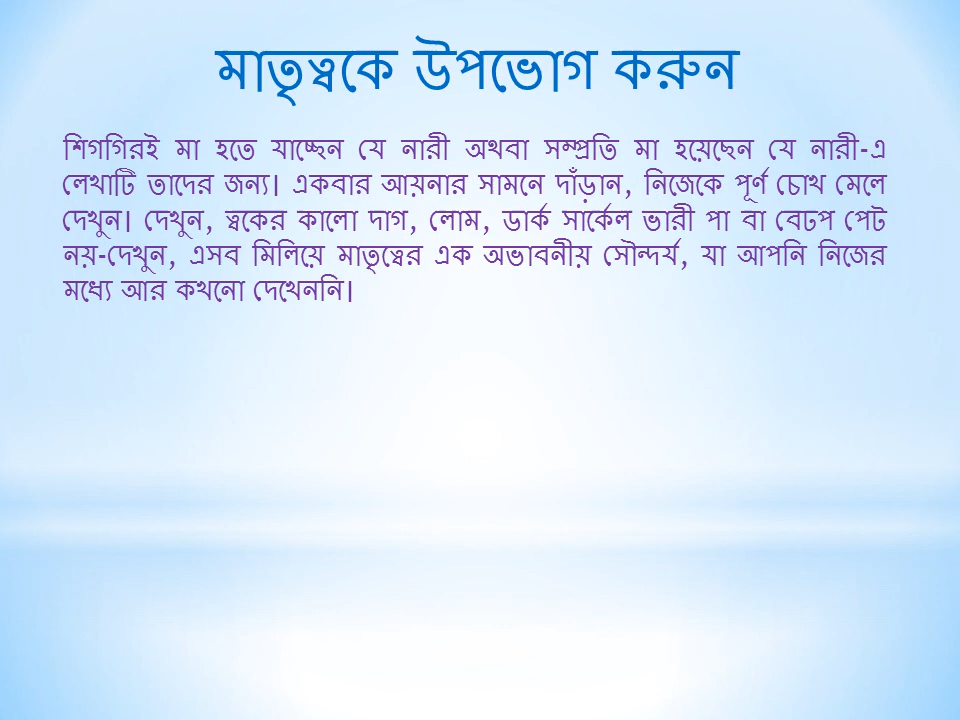 মাতৃত্বকে উপভোগ করুন
শিগগিরই মা হতে যাচ্ছেন যে নারী অথবা সম্প্রতি মা হয়েছেন যে নারী-এ
লেখাটি তাদের জন্য। একবার আয়নার সামনে দাঁড়ান, নিজেকে পূর্ণ চোখ মেলে
দেখুন। দেখুন, ত্বকের কালো দাগ, লোম, ডার্ক সার্কেল ভারী পা বা বেঢপ পেট
নয়-দেখুন, এসব মিলিয়ে মাতৃত্বের এক অভাবনীয় সৌন্দর্য, যা আপনি নিজের
মধ্যে আর কখনো দেখেননি।